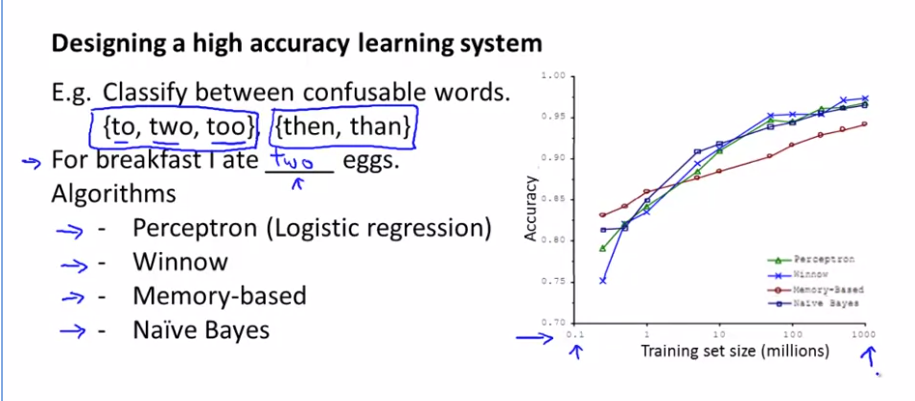 Designing a high accuracy learning system
E.g. Classify between confusable words.
{to, two, too}, {then, than}
For breakfast I ate two eggs.
Algorithms
- Perceptron (Logistic regression)
- Winnow
- Memory-based
- Naïve Bayes
1.00
0.95
0.90
0.85
0.80
0.75
0.70
Accuracy
Perceptron
Winnow
Memory-Based
Naïve Bayes
0.1 1 10 100 1000
Training set size (millions)